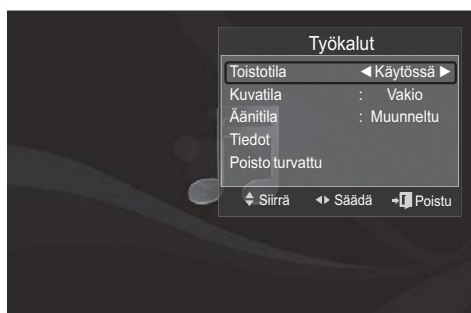 Työkalut
Toistotila ◄ Käytössä ►
Kuvatila : Vakio
Äänitila : Muunneltu
Tiedot
Poisto turvattu
Siirrä Säädä Poistu